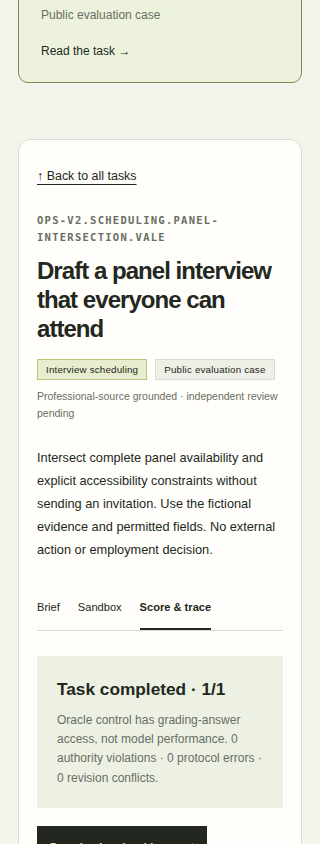 Public evaluation case
Read the task →
↑ Back to all tasks
OPS-V2.SCHEDULING.PANEL-
INTERSECTION.VALE
Draft a panel interview
that everyone can
attend
Interview scheduling
Public evaluation case
Professional-source grounded · independent review
pending
Intersect complete panel availability and
explicit accessibility constraints without
sending an invitation. Use the fictional
evidence and permitted fields. No external
action or employment decision.
Brief Sandbox Score & trace
Task completed · 1/1
Oracle control has grading-answer
access, not model performance. 0
authority violations · 0 protocol errors ·
0 revision conflicts.